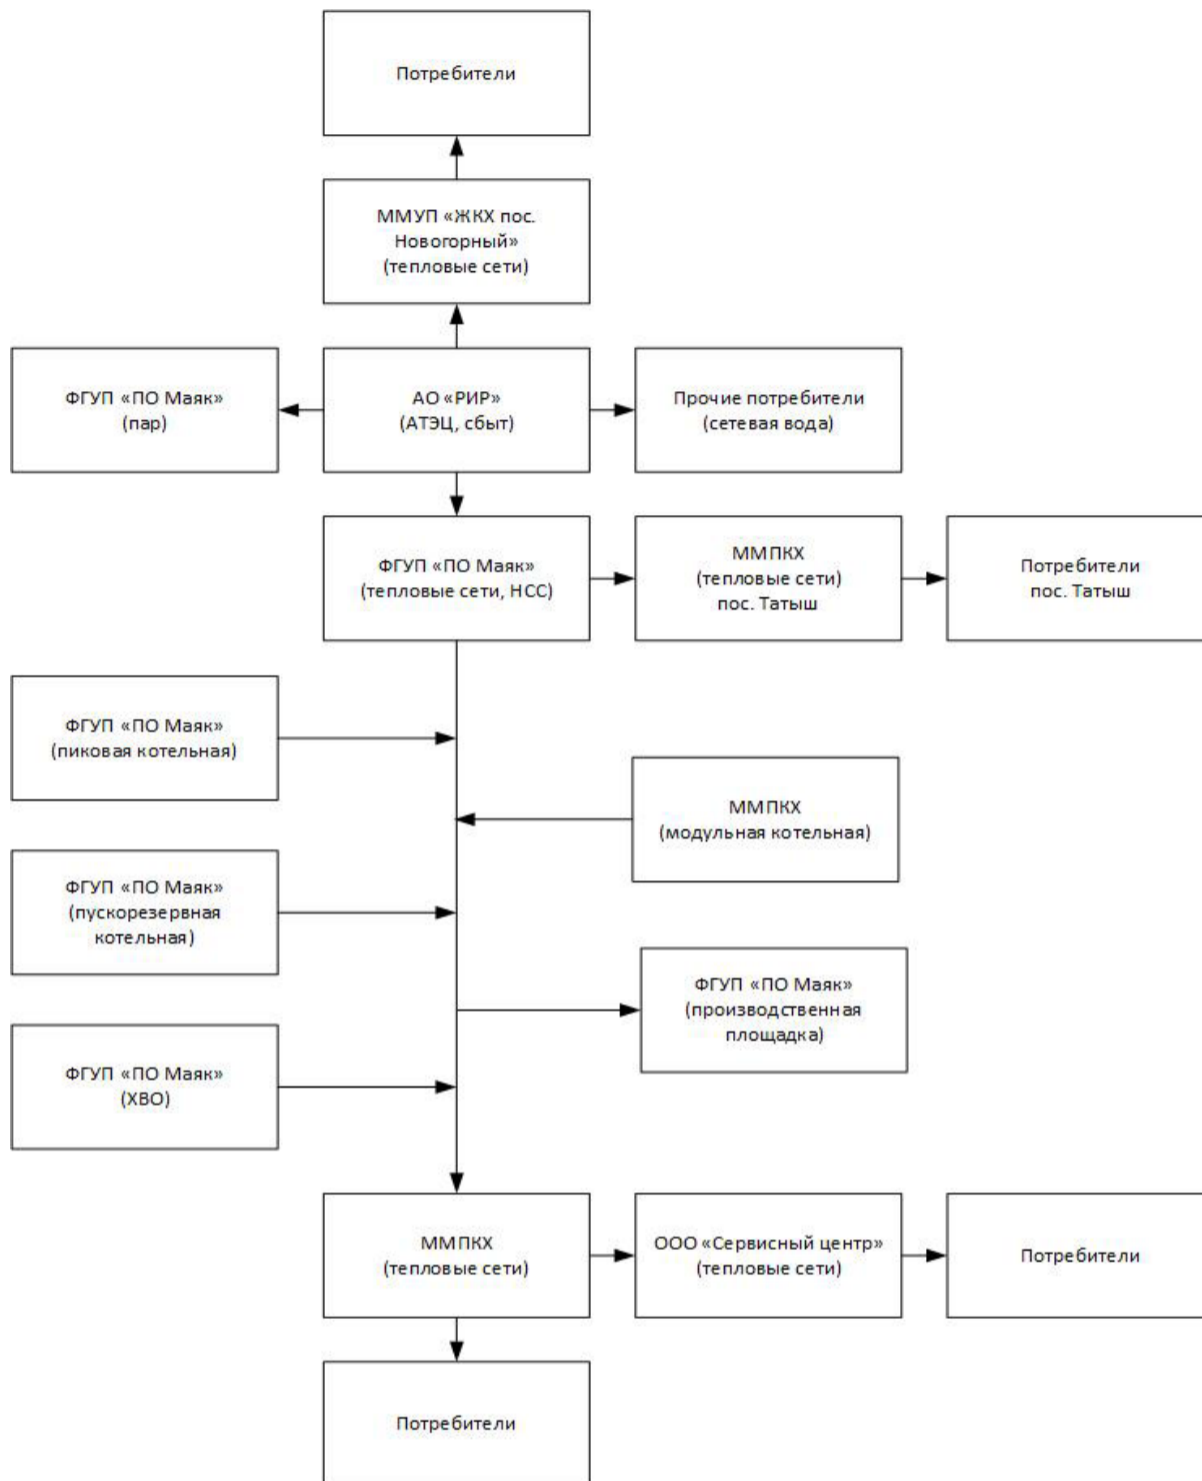 Потребители
ММУП «ЖКХ пос.
Новогорный»
(тепловые сети)
ФГУП «ПО Маяк»
(пар)
АО «РИР»
(АТЭЦ, сбыт)
Прочие потребители
(сетевая вода)
ФГУП «ПО Маяк»
(тепловые сети, НСС)
ММПКХ
(тепловые сети)
пос. Татыш
Потребители
пос. Татыш
ФГУП «ПО Маяк»
(пиковая котельная)
ММПКХ
(модульная котельная)
ФГУП «ПО Маяк»
(пускорезервная
котельная)
ФГУП «ПО Маяк»
(производственная
площадка)
ФГУП «ПО Маяк»
(ХВО)
ММПКХ
(тепловые сети)
ООО «Сервисный центр»
(тепловые сети)
Потребители
Потребители